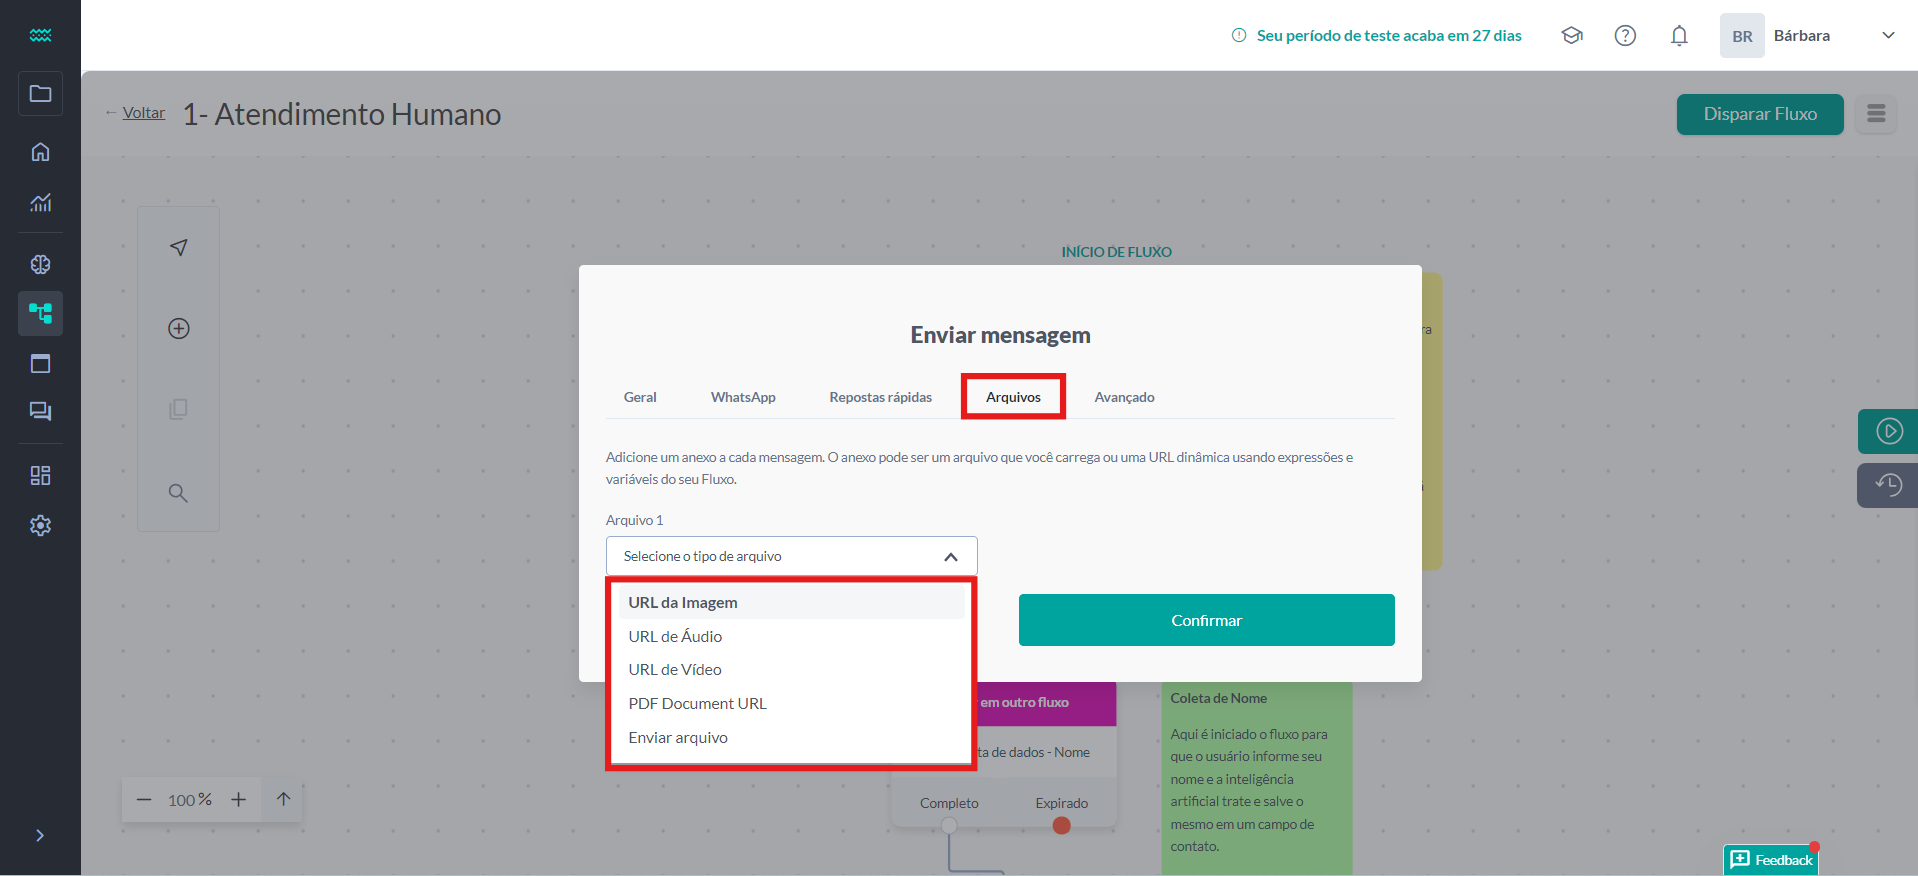 Seu período de teste acaba em 27 dias
BR
Bárbara
← Voltar
1- Atendimento Humano
Disparar Fluxo
INÍCIO DE FLUXO
ra
Enviar mensagem
Geral
WhatsApp
Repostas rápidas
Arquivos
Avançado
Adicione um anexo a cada mensagem. O anexo pode ser um arquivo que você carrega ou uma URL dinâmica usando expressões e
variáveis do seu Fluxo.
Arquivo 1
Selecione o tipo de arquivo
URL da Imagem
URL de Áudio
URL de Vídeo
PDF Document URL
Enviar arquivo
Confirmar
em outro fluxo
ta de dados - Nome
Completo
Expirado
Coleta de Nome
Aqui é iniciado o fluxo para
que o usuário informe seu
nome e a inteligência
artificial trate e salve o
mesmo em um campo de
contato.
100%
Feedback